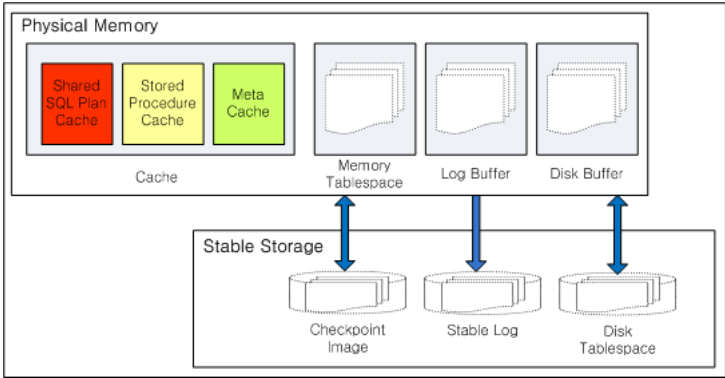 Physical Memory
Shared
SQL Plan
Cache
Stored
Procedure
Cache
Meta
Cache
Cache
Memory
Tablespace
Log Buffer
Disk Buffer
Stable Storage
Checkpoint
Image
Stable Log
Disk
Tablespace